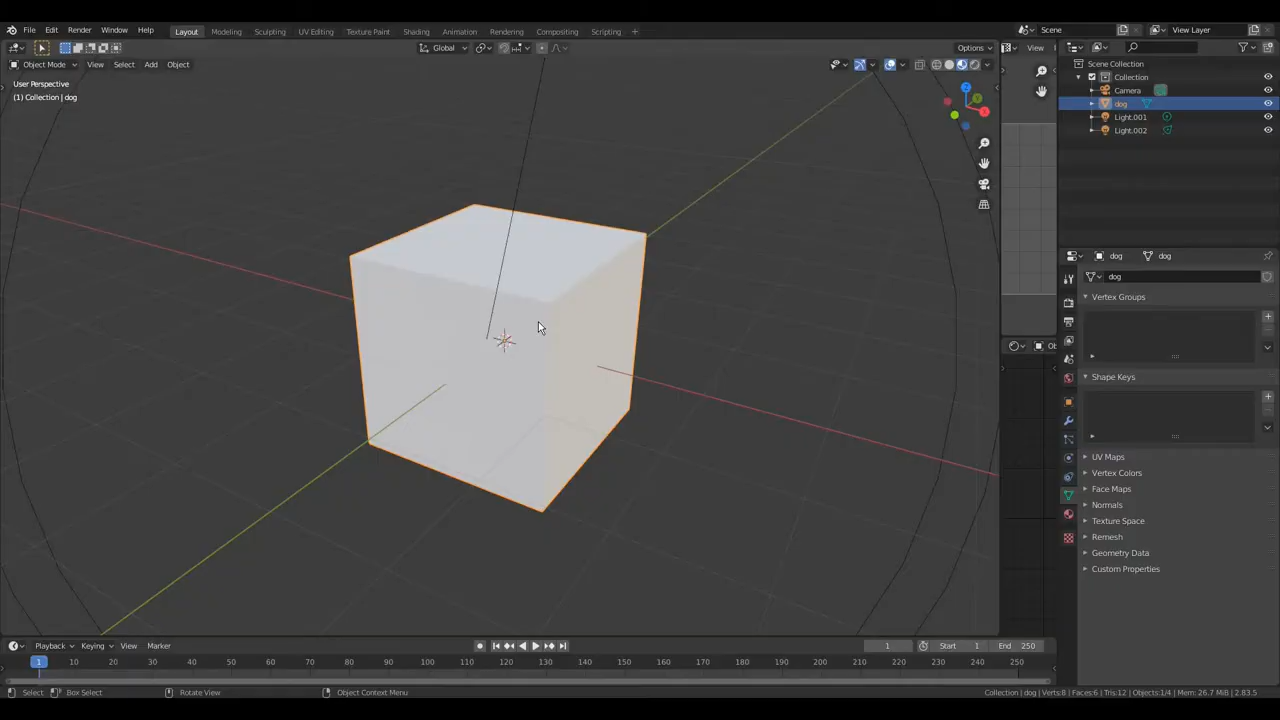 File Edit Render Window Help Layout Modeling Sculpting UV Editing Texture Paint Shading Animation Rendering Compositing Scripting + Scene View Layer
Global Options View
Object Mode View Select Add Object
User Perspective
(1) Collection | dog
Scene Collection
Collection
Camera
dog
Light.001
Light.002
dog dog
dog
Vertex Groups
Shape Keys
UV Maps
Vertex Colors
Face Maps
Normals
Texture Space
Remesh
Geometry Data
Custom Properties
Ob
Z
X
Playback Keying View Marker 1 Start 1 End 250
1 10 20 30 40 50 60 70 80 90 100 110 120 130 140 150 160 170 180 190 200 210 220 230 240 250
Select Box Select Rotate View Object Context Menu Collection | dog | Verts:8 | Faces:6 | Tris:12 | Objects:1/4 | Mem: 26.7 MiB | 2.83.5